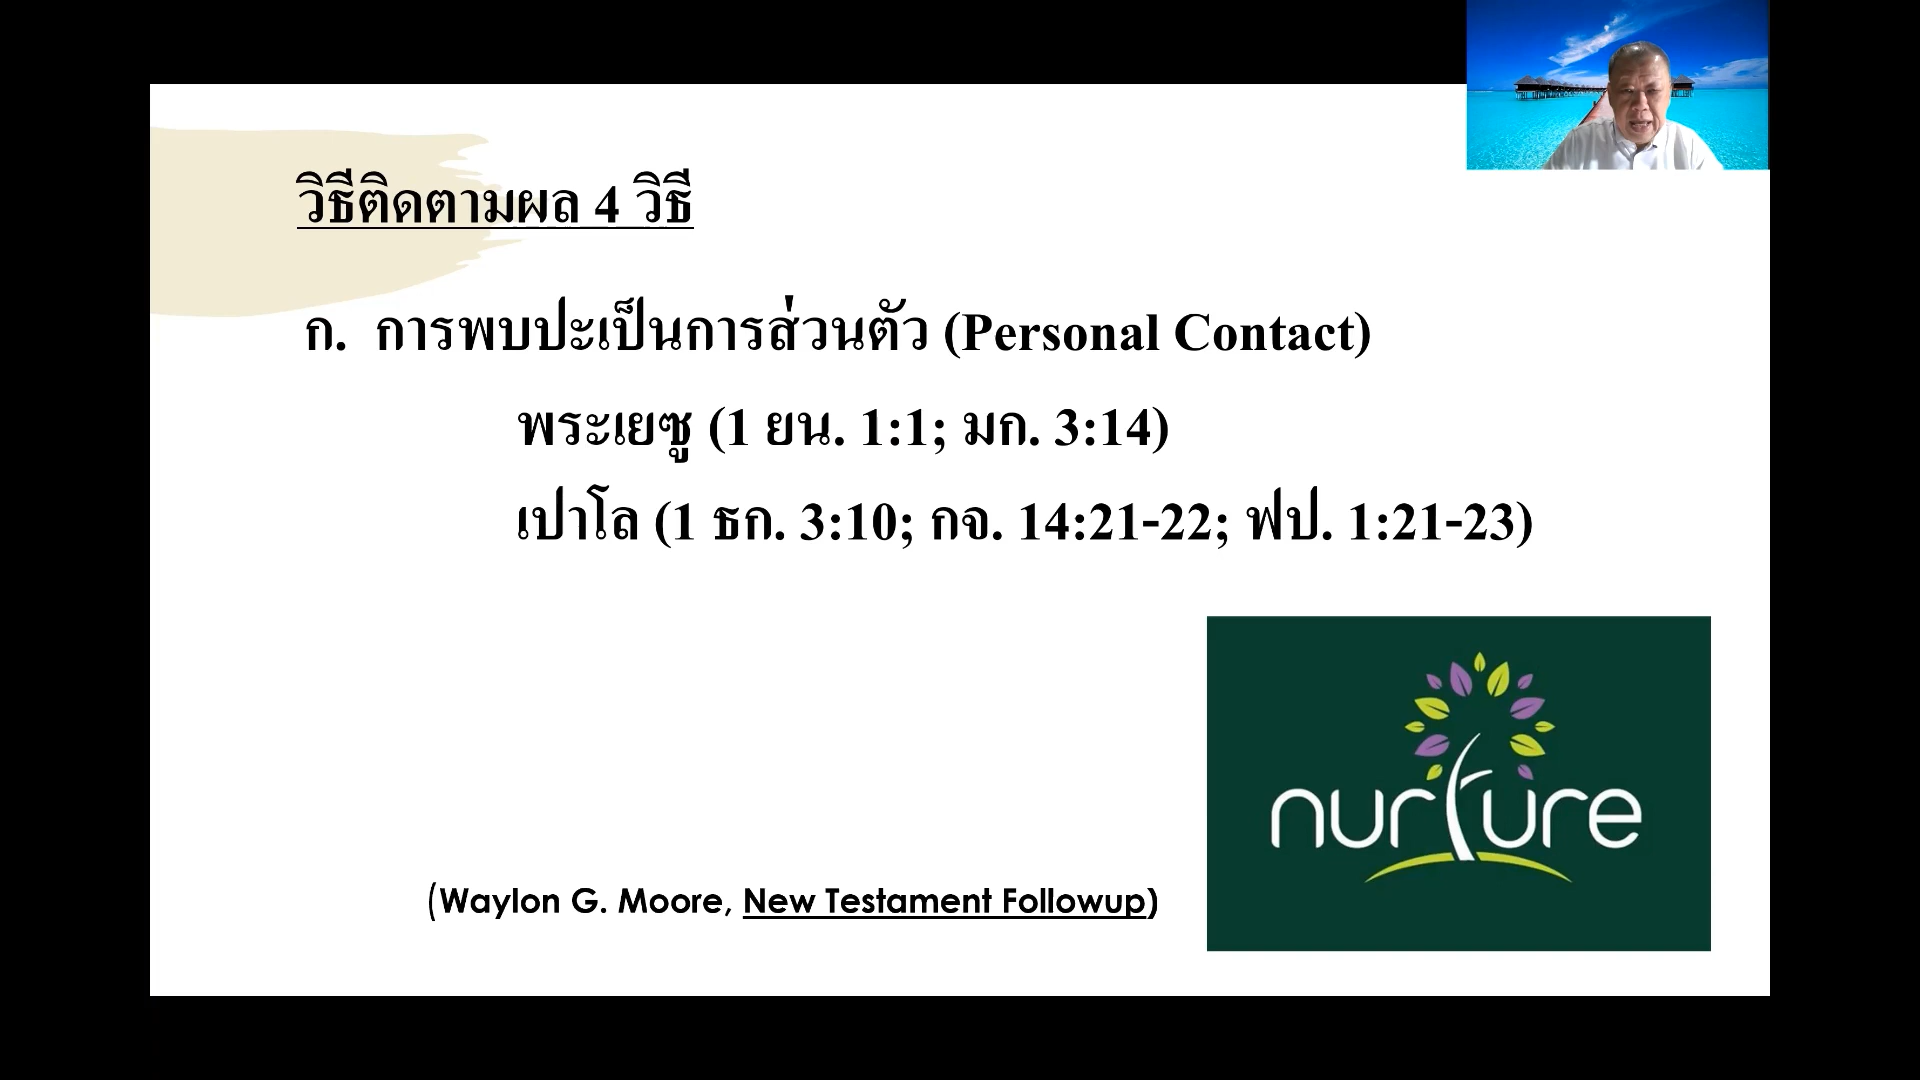 วิธีติดตามผล 4 วิธี
ก. การพบปะเป็นการส่วนตัว (Personal Contact)
พระเยซู (1 ยน. 1:1; มก. 3:14)
เปาโล (1 ธก. 3:10; กจ. 14:21-22; ฟป. 1:21-23)
nurture
(Waylon G. Moore, New Testament Followup)